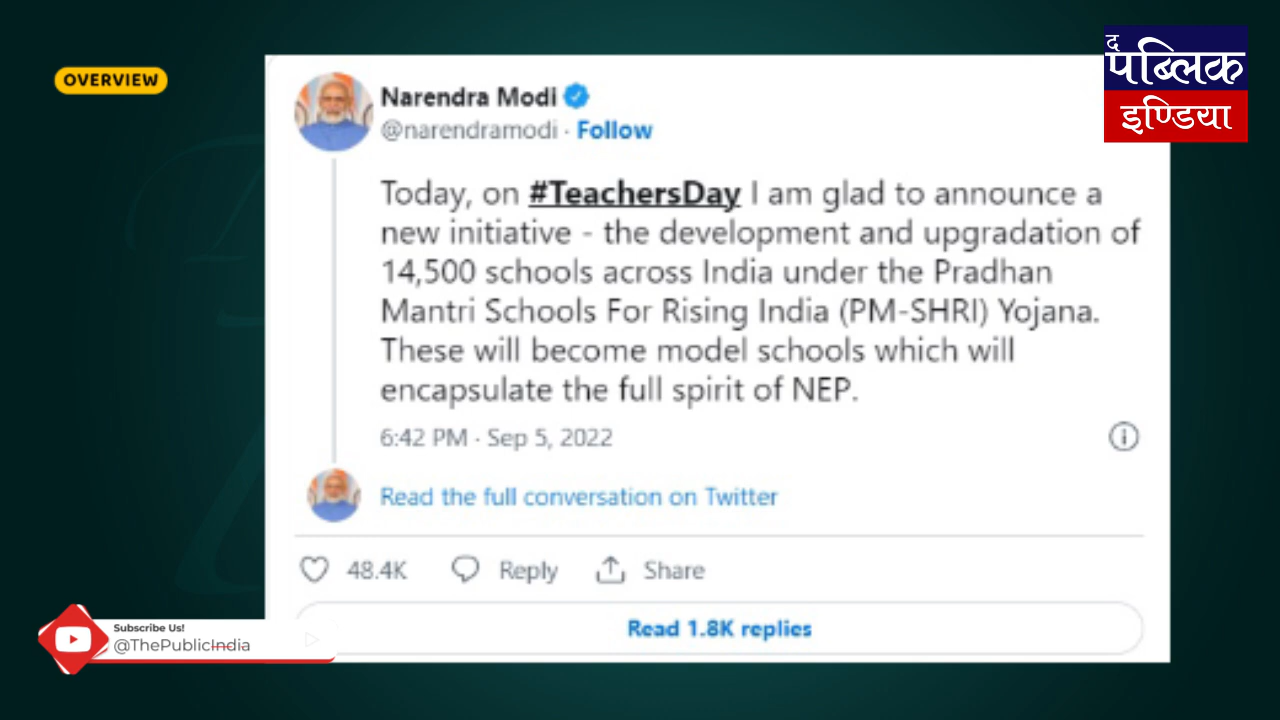 OVERVIEW
द
पब्लिक
इण्डिया
Narendra Modi
@narendramodi · Follow
Today, on #TeachersDay I am glad to announce a
new initiative - the development and upgradation of
14,500 schools across India under the Pradhan
Mantri Schools For Rising India (PM-SHRI) Yojana.
These will become model schools which will
encapsulate the full spirit of NEP.
6:42 PM · Sep 5, 2022
Read the full conversation on Twitter
48.4K Reply Share
Read 1.8K replies
Subscribe Us!
@ThePublicIndia